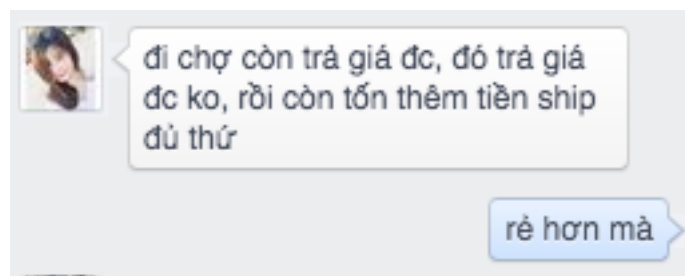 đi chợ còn trả giá đc, đó trả giá
đc ko, rồi còn tốn thêm tiền ship
đủ thứ
rẻ hơn mà